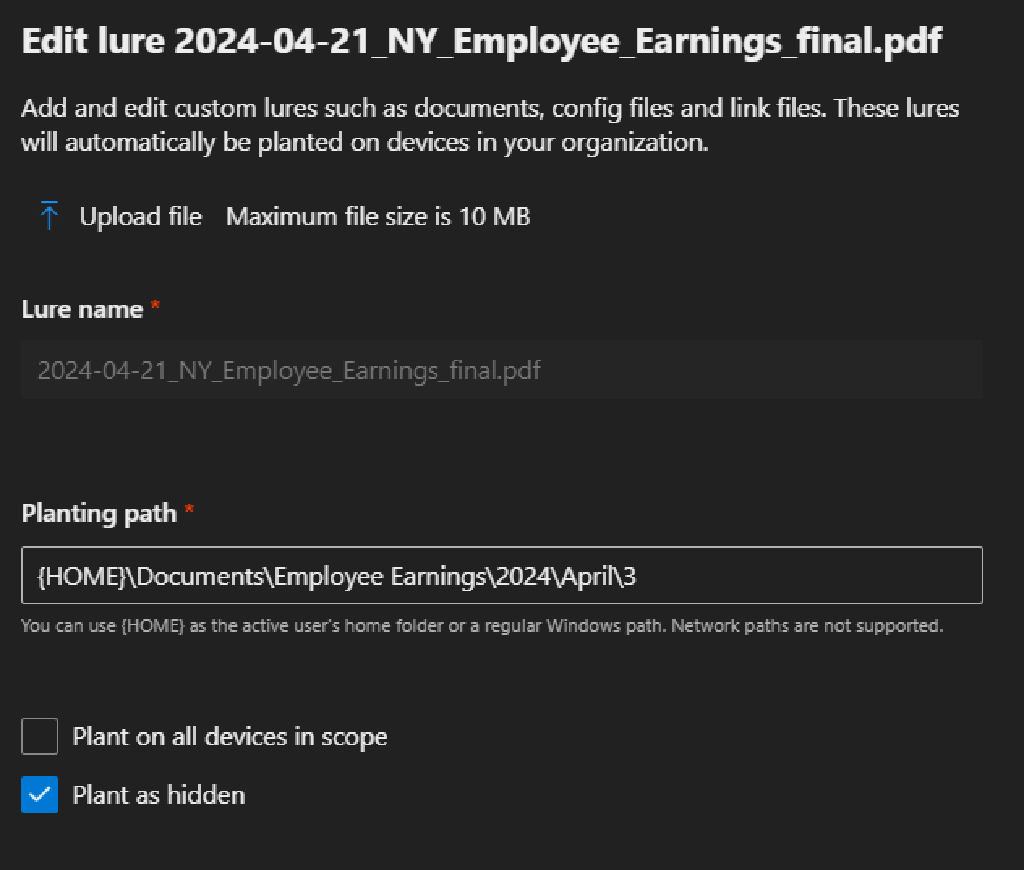 Edit lure 2024-04-21_NY_Employee_Earnings_final.pdf
Add and edit custom lures such as documents, config files and link files. These lures
will automatically be planted on devices in your organization.
Upload file Maximum file size is 10 MB
Lure name *
2024-04-21_NY_Employee_Earnings_final.pdf
Planting path *
{HOME}\Documents\Employee Earnings\2024\April\3
You can use {HOME} as the active user's home folder or a regular Windows path. Network paths are not supported.
Plant on all devices in scope
Plant as hidden